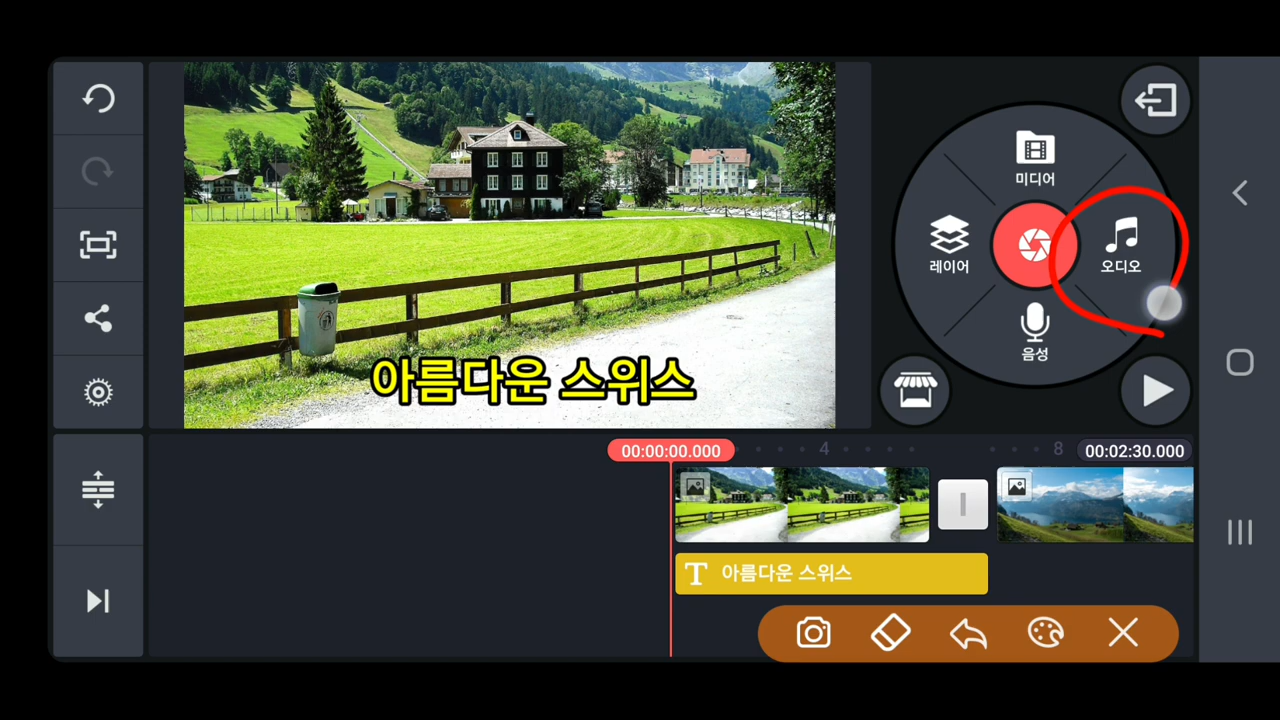 미디어
레이어
오디오
음성
아름다운 스위스
00:00:00.000
4
8
00:02:30.000
T 아름다운 스위스